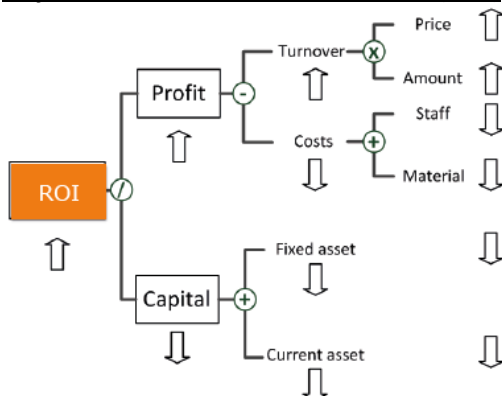 Price
Turnover
x
Profit
-
Amount
Staff
Costs
+
Material
ROI
/
Fixed asset
Capital
+
Current asset